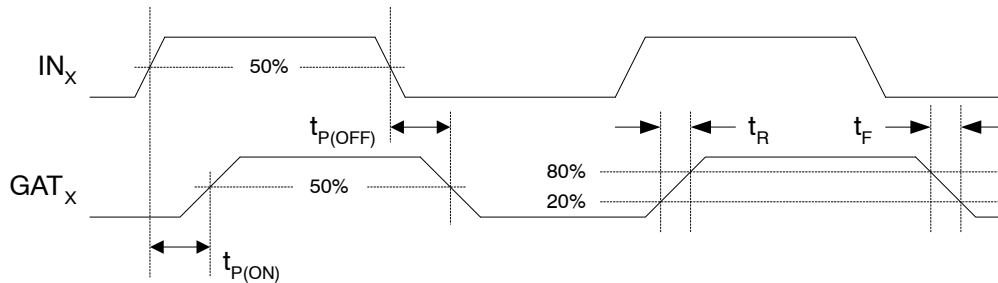 IN_X
50%
t_P(OFF)
t_R
t_F
GAT_X
50%
80%
20%
t_P(ON)